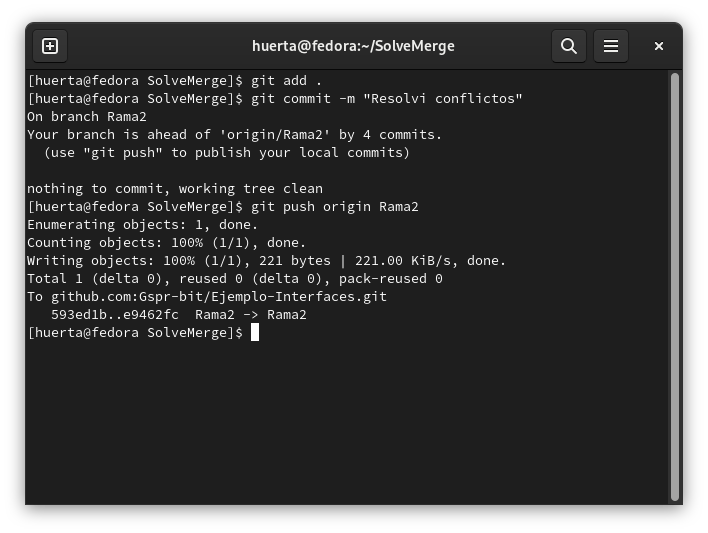 huerta@fedora:~/SolveMerge
[huerta@fedora SolveMerge]$ git add .
[huerta@fedora SolveMerge]$ git commit -m "Resolvi conflictos"
On branch Rama2
Your branch is ahead of 'origin/Rama2' by 4 commits.
  (use "git push" to publish your local commits)

nothing to commit, working tree clean
[huerta@fedora SolveMerge]$ git push origin Rama2
Enumerating objects: 1, done.
Counting objects: 100% (1/1), done.
Writing objects: 100% (1/1), 221 bytes | 221.00 KiB/s, done.
Total 1 (delta 0), reused 0 (delta 0), pack-reused 0
To github.com:Gspr-bit/Ejemplo-Interfaces.git
   593ed1b..e9462fc  Rama2 -> Rama2
[huerta@fedora SolveMerge]$